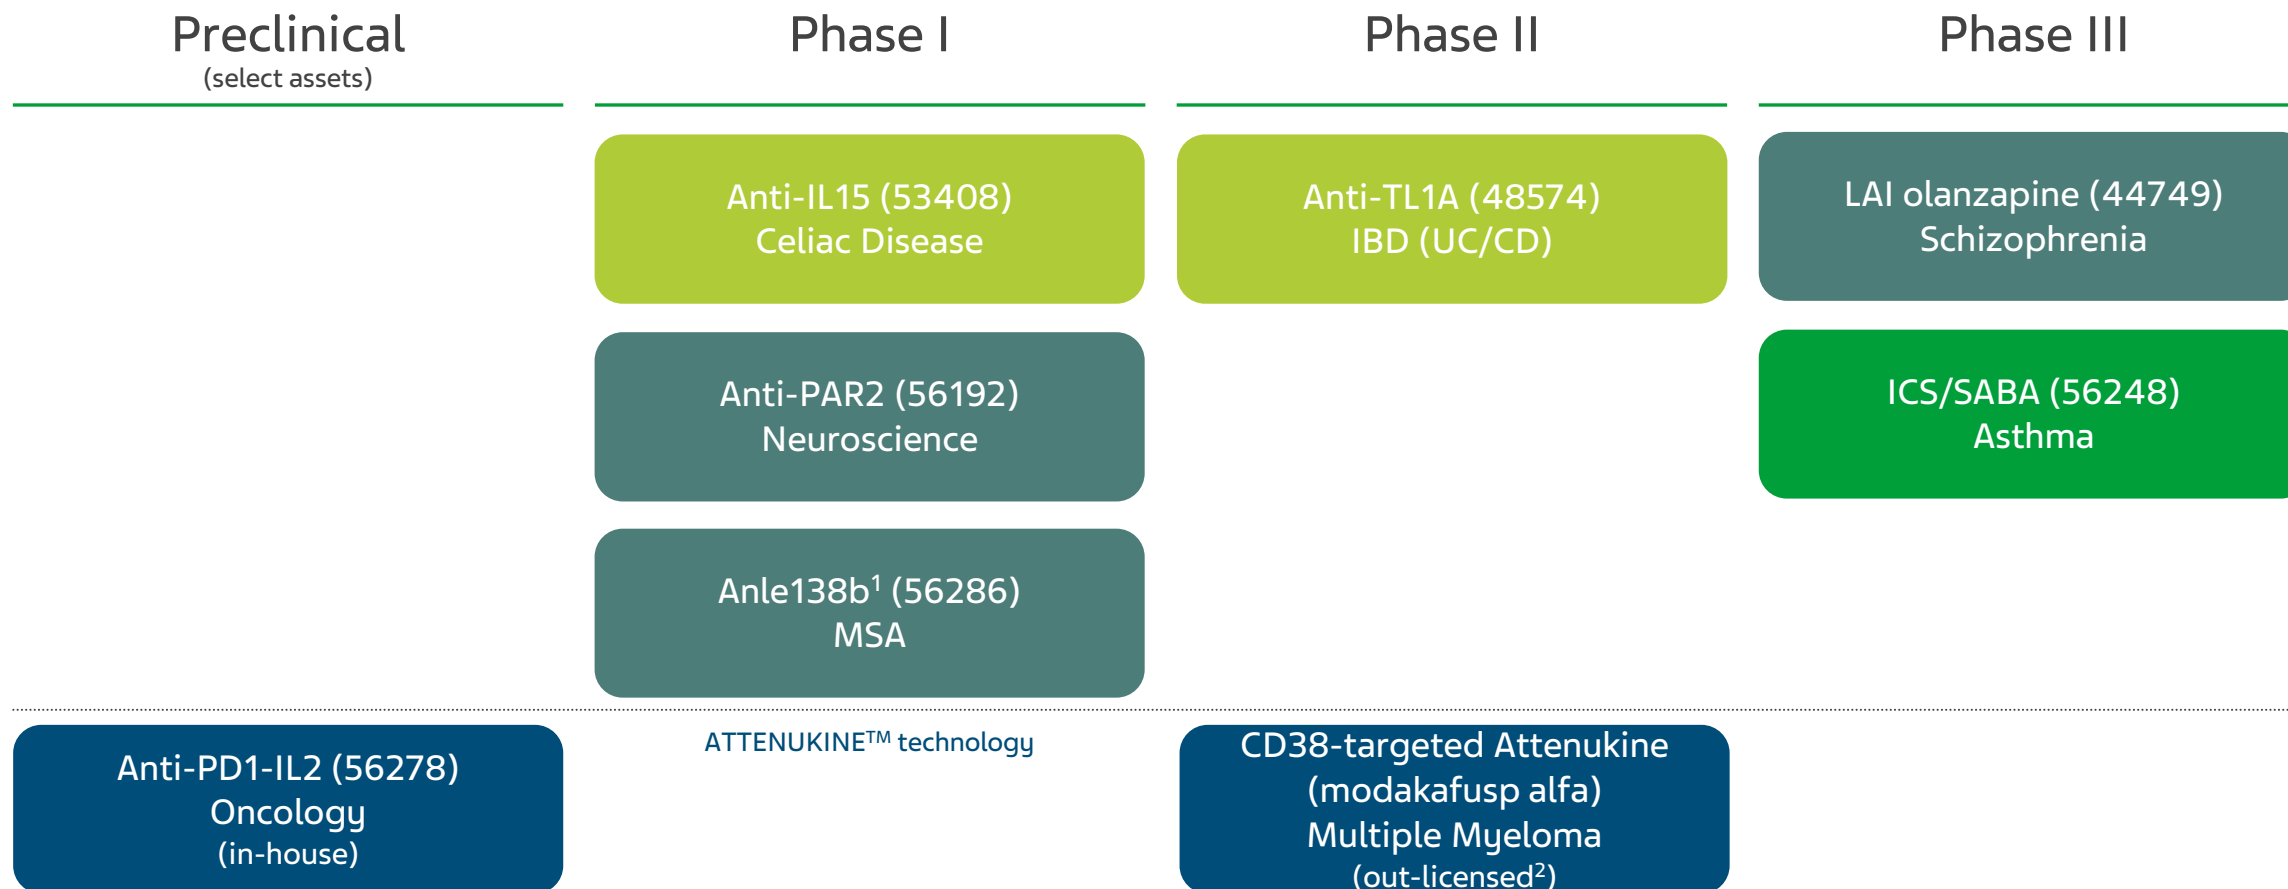 Preclinical
(select assets)
Phase I
Phase II
Phase III
Anti-IL15 (53408)
Celiac Disease
Anti-TL1A (48574)
IBD (UC/CD)
LAI olanzapine (44749)
Schizophrenia
Anti-PAR2 (56192)
Neuroscience
ICS/SABA (56248)
Asthma
Anle138b¹ (56286)
MSA
Anti-PD1-IL2 (56278)
Oncology
(in-house)
ATTENUKINE™ technology
CD38-targeted Attenukine
(modakafusp alfa)
Multiple Myeloma
(out-licensed²)